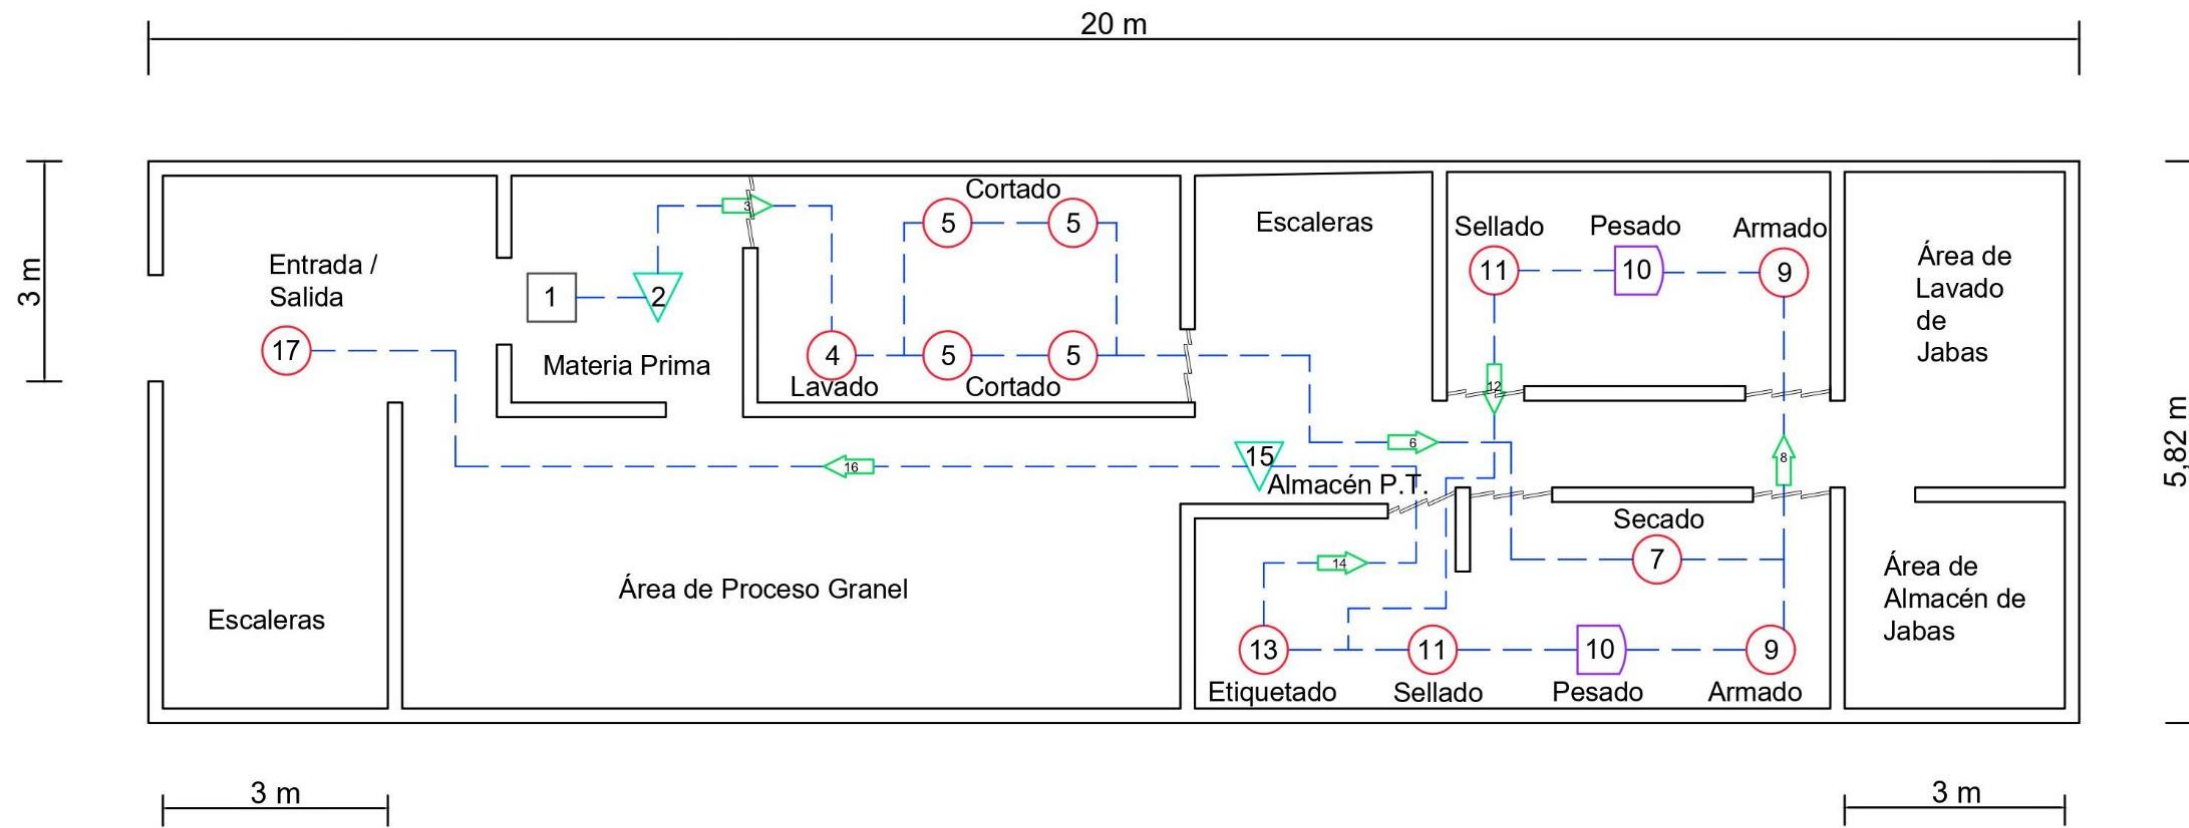 20 m
3 m
5,82 m
Entrada /
Salida
17
1
2
Materia Prima
3
4
Lavado
Cortado
5
5
5
5
Cortado
Escaleras
Sellado
Pesado
Armado
11
10
9
Área de
Lavado
de
Jabas
12
6
8
16
15
Almacén P.T.
Secado
7
14
Área de Proceso Granel
Escaleras
13
11
10
9
Etiquetado
Sellado
Pesado
Armado
Área de
Almacén de
Jabas
3 m
3 m